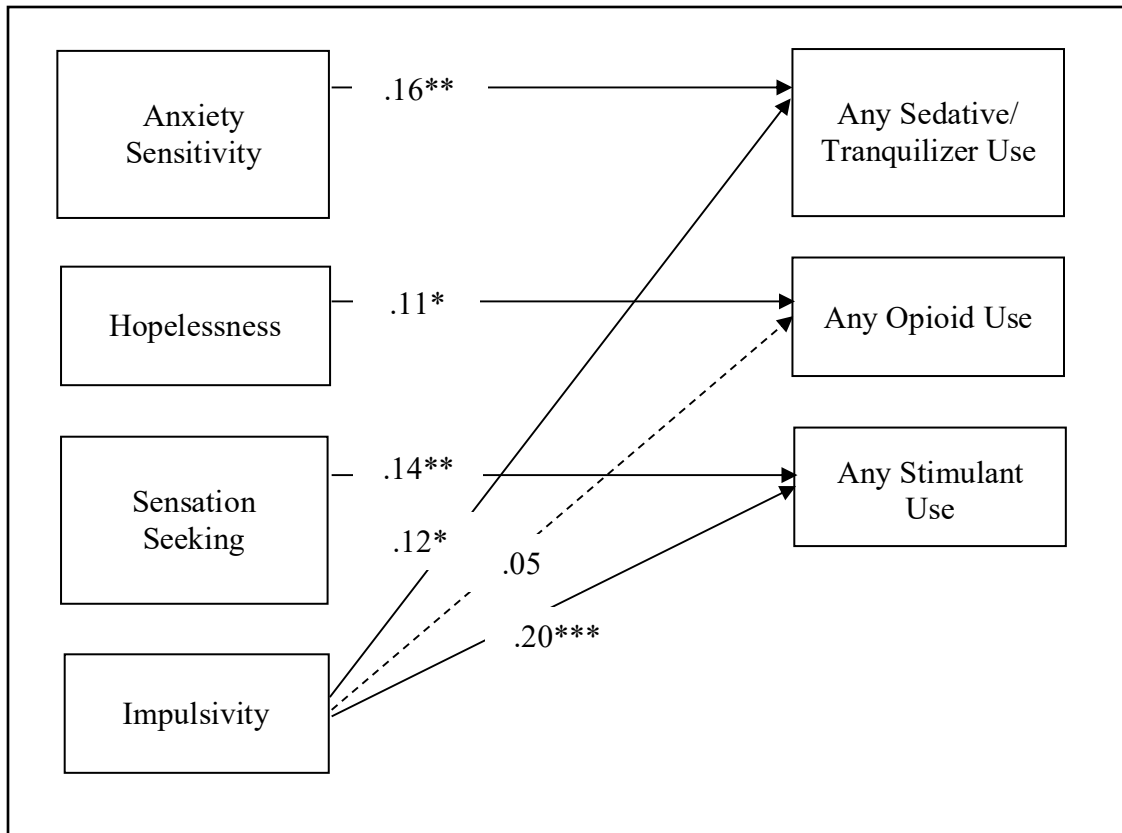 Anxiety
Sensitivity
.16**
Any Sedative/
Tranquilizer Use
Hopelessness
.11*
Any Opioid Use
Sensation
Seeking
.14**
Any Stimulant
Use
.12*
.05
.20***
Impulsivity